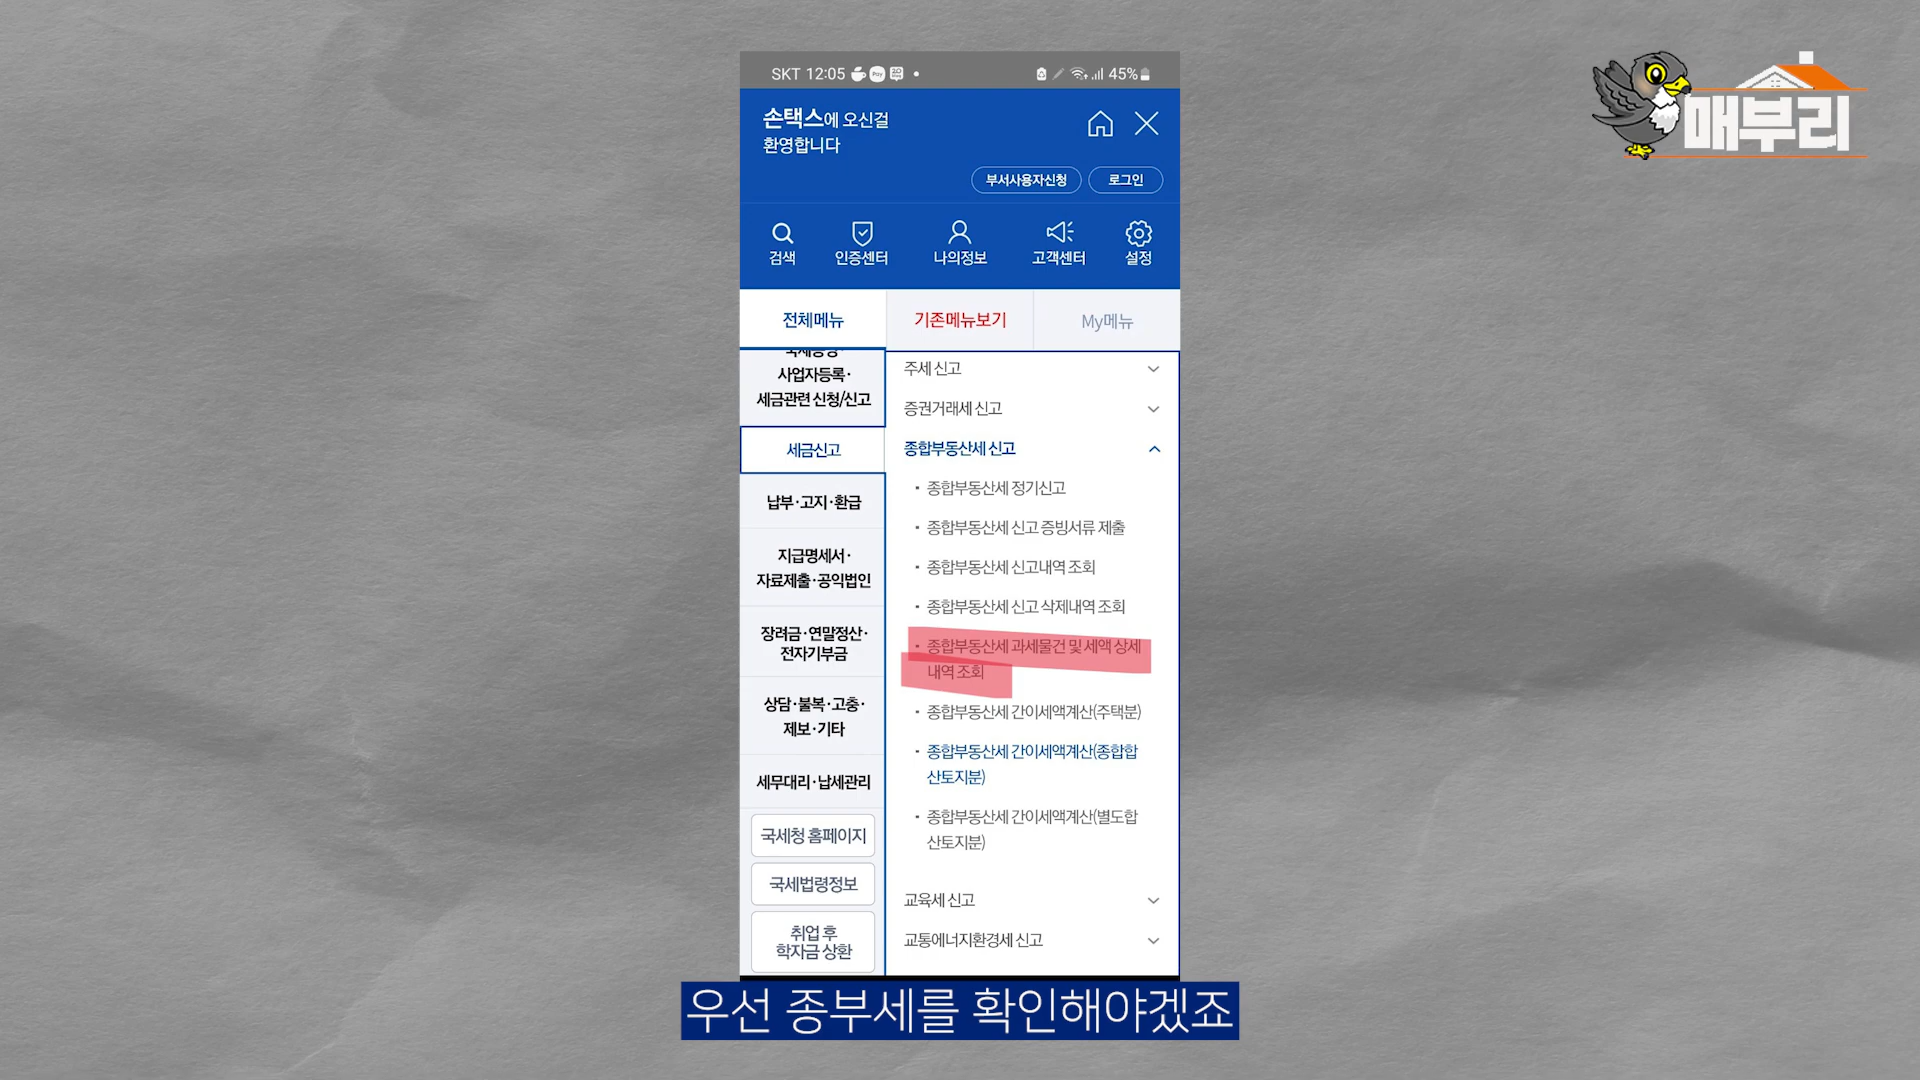 SKT 12:05
45%
매부리
손택스에 오신걸
환영합니다
부서사용자신청
로그인
검색
인증센터
나의정보
고객센터
설정
전체메뉴
기존메뉴보기
My메뉴
사업자등록·
세금관련 신청/신고
세금신고
납부·고지·환급
지급명세서·
자료제출·공익법인
장려금·연말정산·
전자기부금
상담·불복·고충·
제보·기타
세무대리·납세관리
국세청 홈페이지
국세법령정보
취업 후
학자금 상환
주세 신고
증권거래세 신고
종합부동산세 신고
· 종합부동산세 정기신고
· 종합부동산세 신고 증빙서류 제출
· 종합부동산세 신고내역 조회
· 종합부동산세 신고 삭제내역 조회
· 종합부동산세 과세물건 및 세액 상세
내역 조회
· 종합부동산세 간이세액계산(주택분)
· 종합부동산세 간이세액계산(종합합
산토지분)
· 종합부동산세 간이세액계산(별도합
산토지분)
교육세 신고
교통에너지환경세 신고
우선 종부세를 확인해야겠죠